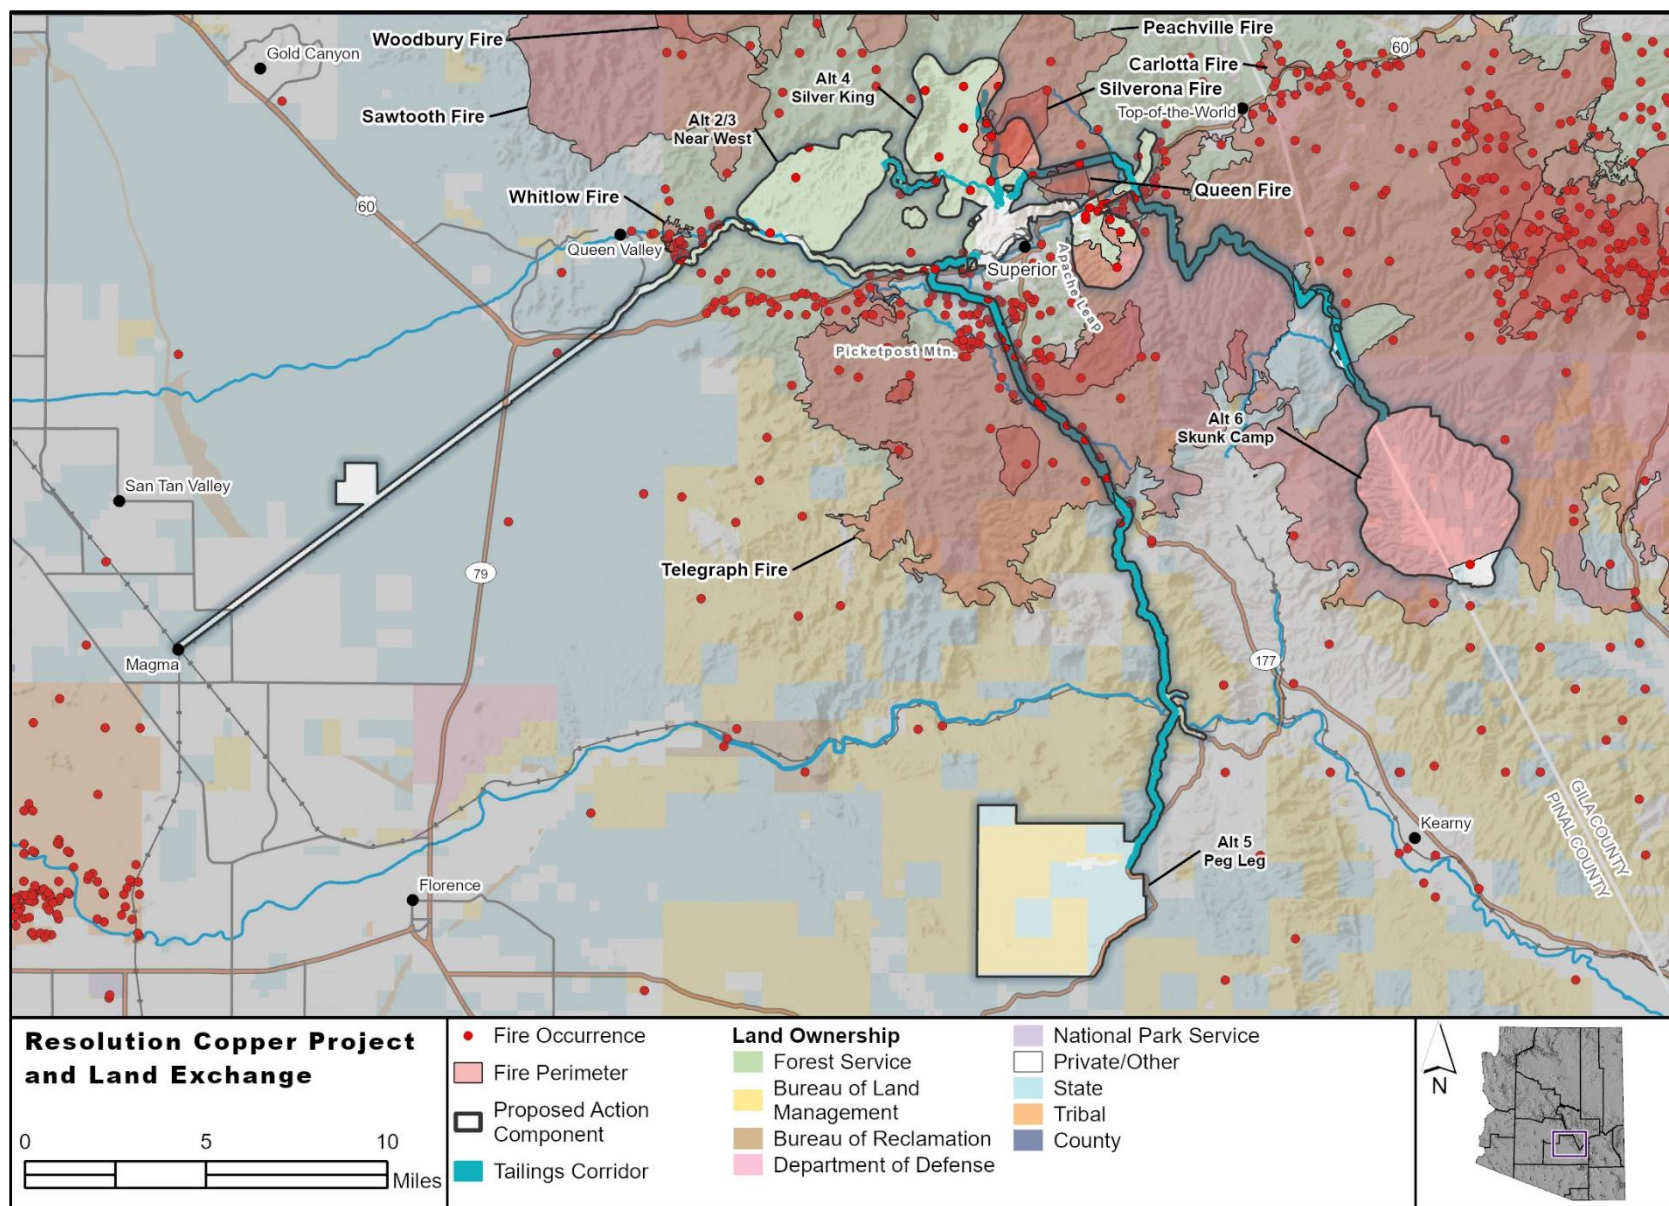 Woodbury Fire
Peachville Fire
60
Gold Canyon
Carlotta Fire
Alt 4
Silver King
Silverona Fire
Sawtooth Fire
Top-of-the-World
Alt 2/3
Near West
Whitlow Fire
Queen Fire
60
Queen Valley
Superior
Apache Leap
Picketpost Mtn.
Alt 6
Skunk Camp
San Tan Valley
Telegraph Fire
79
Magma
177
GILA COUNTY
PINAL COUNTY
Kearny
Alt 5
Peg Leg
Florence
Resolution Copper Project
and Land Exchange
0 5 10
Miles
Fire Occurrence
Fire Perimeter
Proposed Action
Component
Tailings Corridor
Land Ownership
Forest Service
Bureau of Land
Management
Bureau of Reclamation
Department of Defense
National Park Service
Private/Other
State
Tribal
County
N